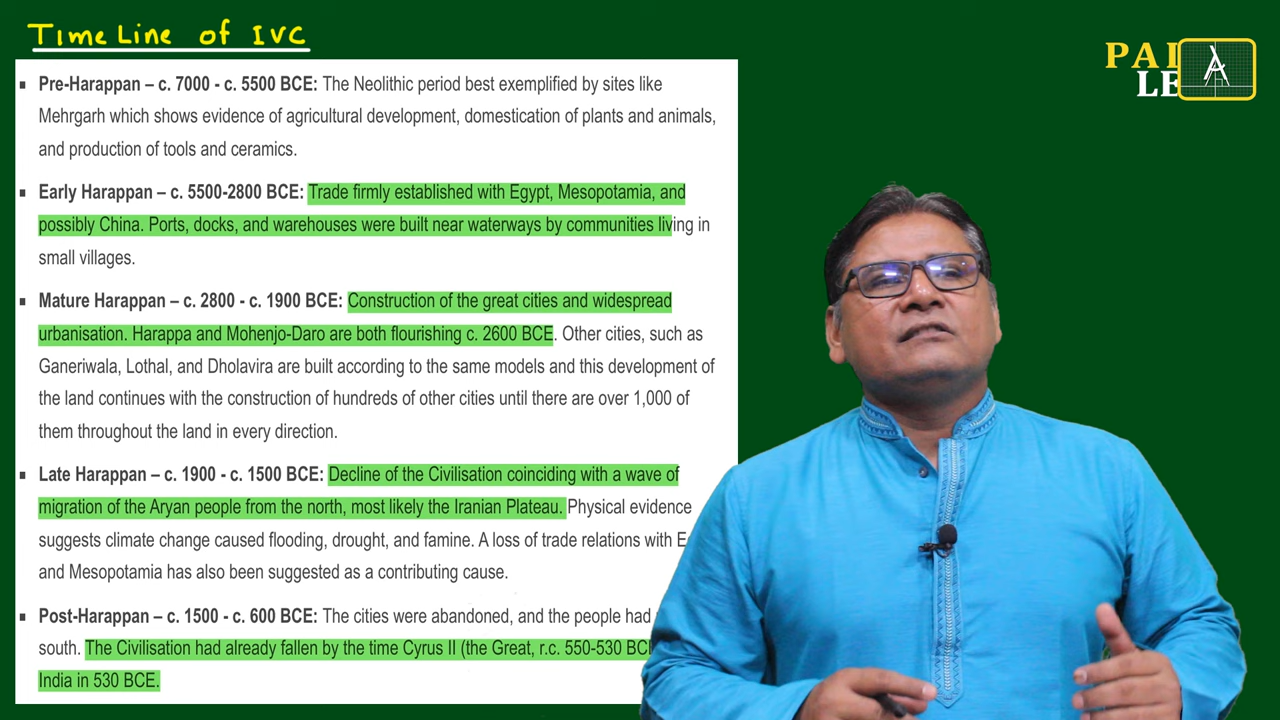 Time Line of IVC
PAI
LE
▪ Pre-Harappan – c. 7000 - c. 5500 BCE: The Neolithic period best exemplified by sites like
Mehrgarh which shows evidence of agricultural development, domestication of plants and animals,
and production of tools and ceramics.
▪ Early Harappan – c. 5500-2800 BCE: Trade firmly established with Egypt, Mesopotamia, and
possibly China. Ports, docks, and warehouses were built near waterways by communities living in
small villages.
▪ Mature Harappan – c. 2800 - c. 1900 BCE: Construction of the great cities and widespread
urbanisation. Harappa and Mohenjo-Daro are both flourishing c. 2600 BCE. Other cities, such as
Ganeriwala, Lothal, and Dholavira are built according to the same models and this development of
the land continues with the construction of hundreds of other cities until there are over 1,000 of
them throughout the land in every direction.
▪ Late Harappan – c. 1900 - c. 1500 BCE: Decline of the Civilisation coinciding with a wave of
migration of the Aryan people from the north, most likely the Iranian Plateau. Physical evidence
suggests climate change caused flooding, drought, and famine. A loss of trade relations with
and Mesopotamia has also been suggested as a contributing cause.
▪ Post-Harappan – c. 1500 - c. 600 BCE: The cities were abandoned, and the people had
south. The Civilisation had already fallen by the time Cyrus II (the Great, r.c. 550-530
India in 530 BCE.